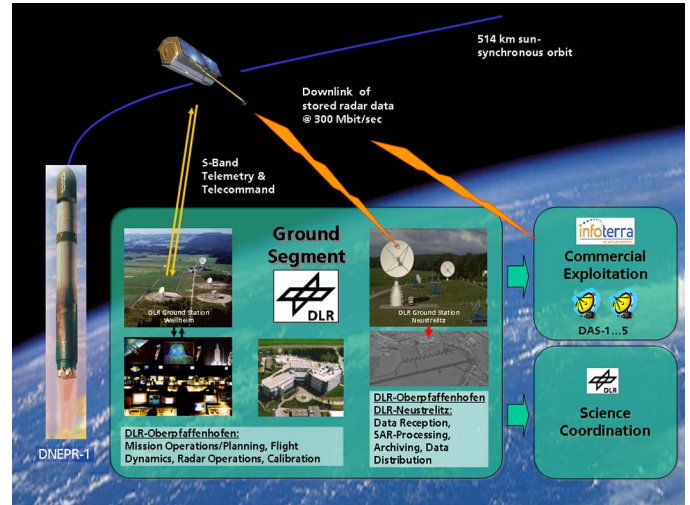 514 km sun-
synchronous orbit
Downlink of
stored radar data
@ 300 Mbit/sec
S-Band
Telemetry &
Telecommand
DNEPR-1
Ground
Segment
DLR
DLR Ground Station
Weilheim
DLR Ground Station
Neustrelitz
DLR-Oberpfaffenhofen:
Mission Operations/Planning, Flight
Dynamics, Radar Operations, Calibration
DLR-Oberpfaffenhofen
DLR-Neustrelitz:
Data Reception,
SAR-Processing,
Archiving, Data
Distribution
infoterra
Commercial
Exploitation
DAS-1...5
DLR
Science
Coordination